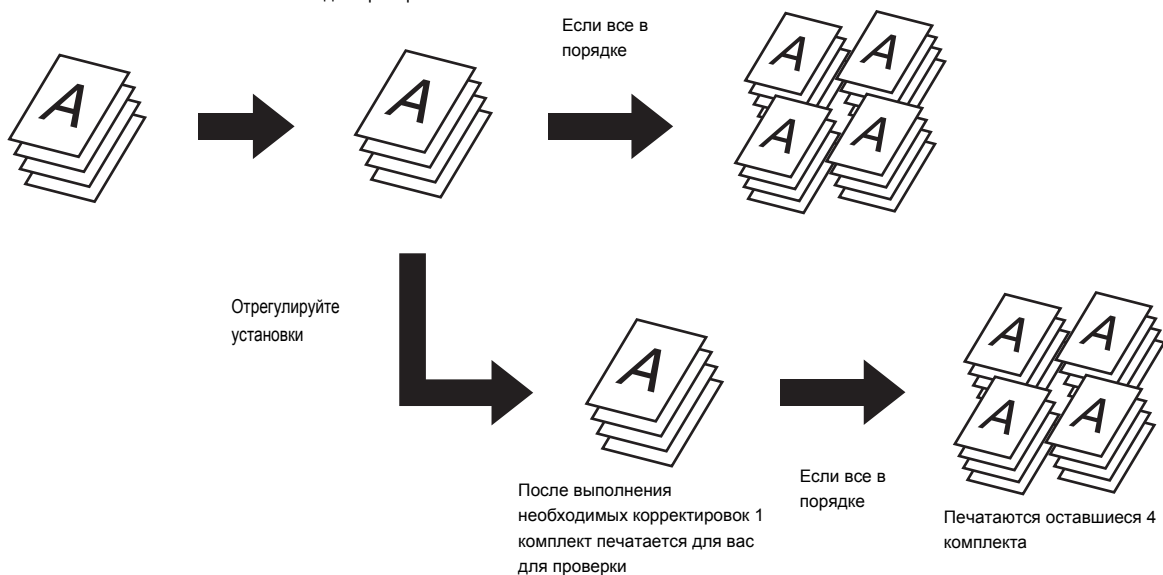 Если все в
порядке
A
A
A
A
A
A
Отрегулируйте
установки
A
A
A
A
A
После выполнения
необходимых корректировок 1
комплект печатается для вас
для проверки
Если все в
порядке
Печатаются оставшиеся 4
комплекта